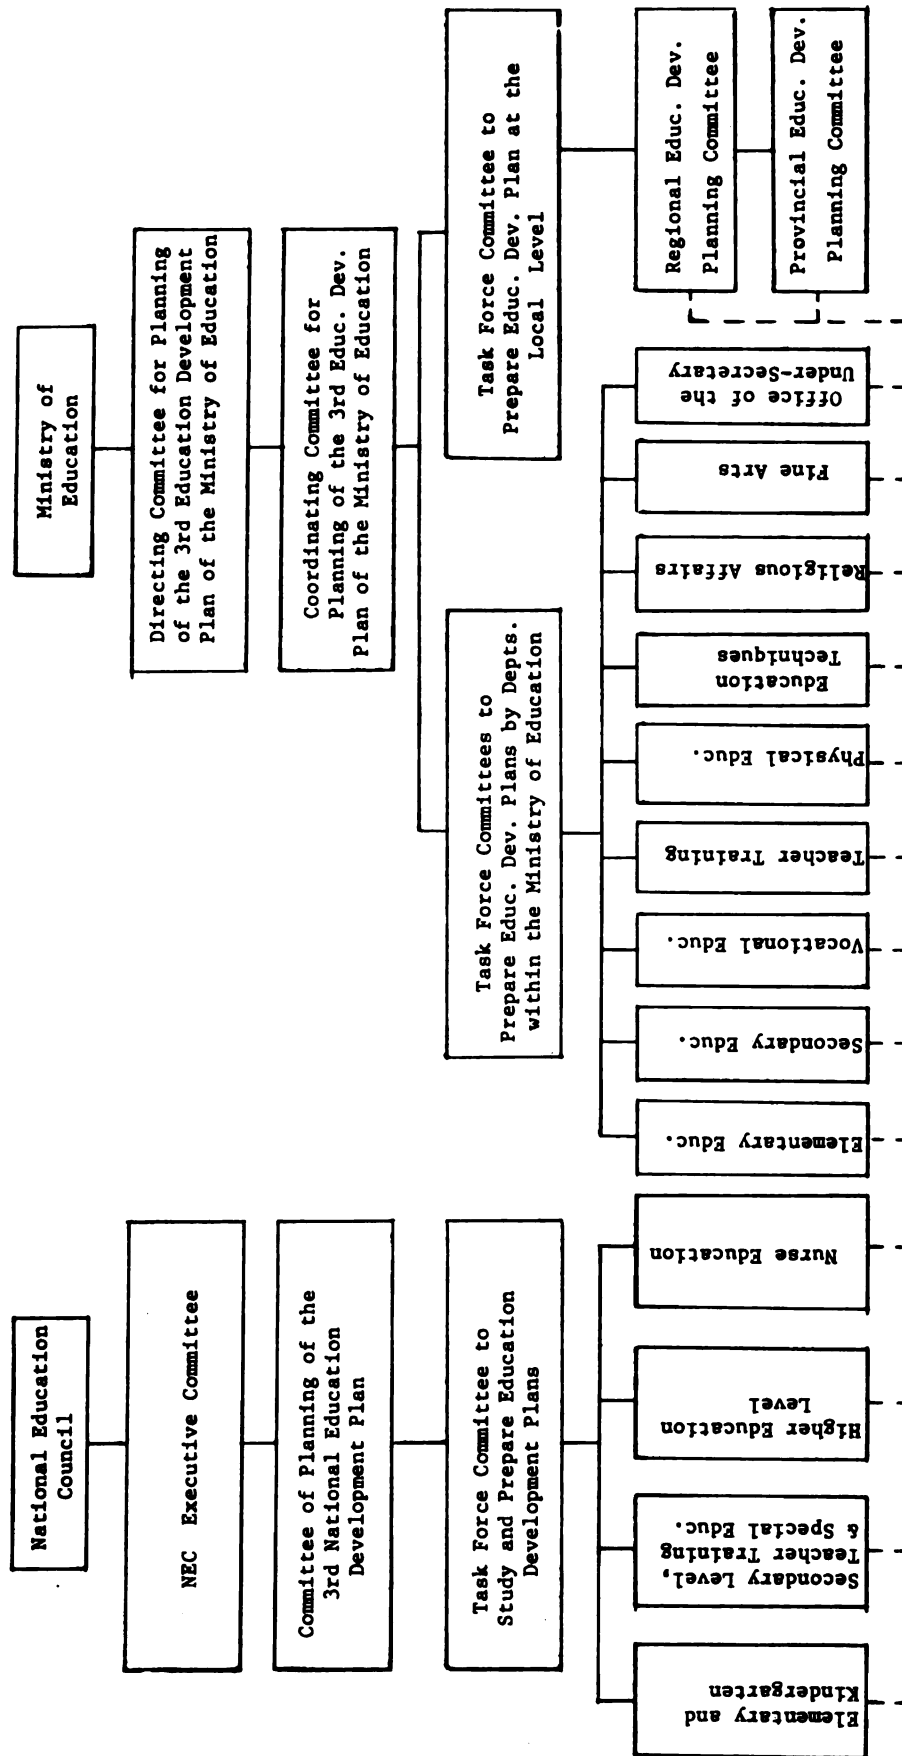 National Education
Council
NEC Executive Committee
Committee of Planning of the
3rd National Education
Development Plan
Task Force Committee to
Study and Prepare Education
Development Plans
Elementary and
Kindergarten
Secondary Level,
Teacher Training
& Special Educ.
Higher Education
Level
Nurse Education
Ministry of
Education
Directing Committee for Planning
of the 3rd Education Development
Plan of the Ministry of Education
Coordinating Committee for
Planning of the 3rd Educ. Dev.
Plan of the Ministry of Education
Task Force Committees to
Prepare Educ. Dev. Plans by Depts.
within the Ministry of Education
Elementary Educ.
Secondary Educ.
Vocational Educ.
Teacher Training
Physical Educ.
Education
Techniques
Religious Affairs
Fine Arts
Office of the
Under-Secretary
Task Force Committee to
Prepare Educ. Dev. Plan at the
Local Level
Regional Educ. Dev.
Planning Committee
Provincial Educ. Dev.
Planning Committee